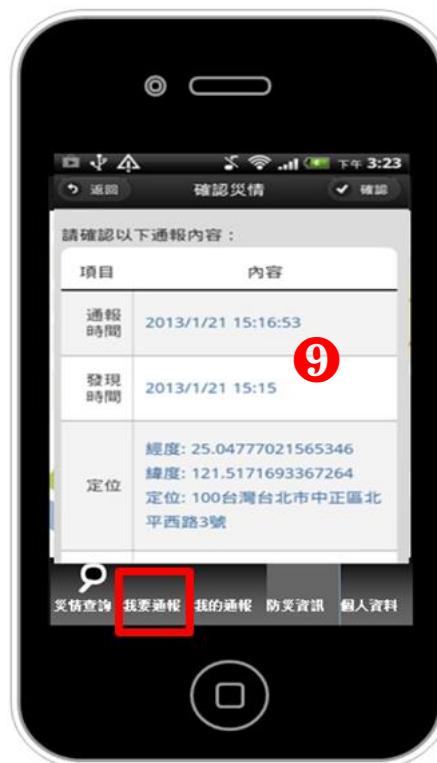 下午 3:23
返回 確認災情 確認
請確認以下通報內容：
項目 內容
通報時間 2013/1/21 15:16:53
9
發現時間 2013/1/21 15:15
定位
經度: 25.04777021565346
緯度: 121.5171693367264
定位: 100台灣台北市中正區北
平西路3號
災情查詢 我要通報 我的通報 防災資訊 個人資料